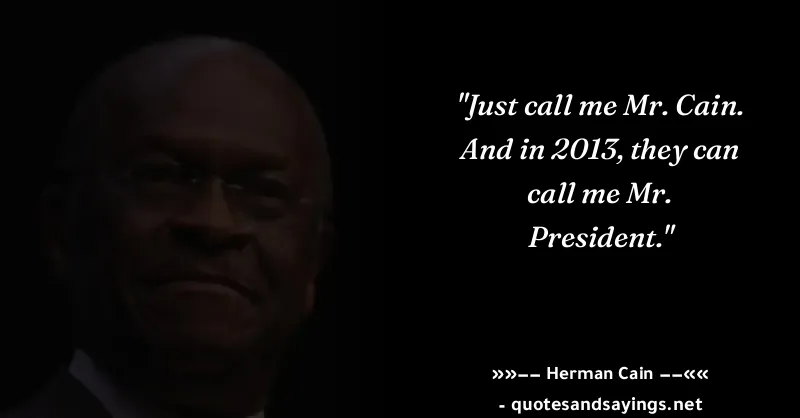 "Just call me Mr. Cain.
And in 2013, they can
call me Mr.
President."
»»–– Herman Cain ––««
- quotesandsayings.net